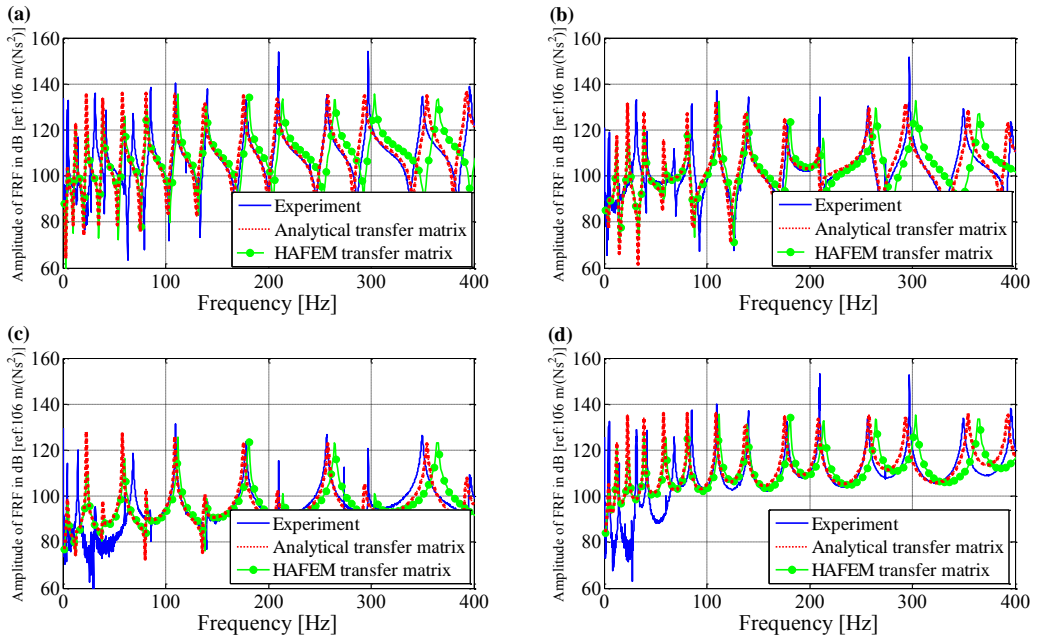 (a)
Amplitude of FRF in dB [ref:106 m/(Ns²)]
160
140
120
100
80
60
0
100
200
300
400
Frequency [Hz]
Experiment
Analytical transfer matrix
HAFEM transfer matrix
(b)
Amplitude of FRF in dB [ref:106 m/(Ns²)]
160
140
120
100
80
60
0
100
200
300
400
Frequency [Hz]
Experiment
Analytical transfer matrix
HAFEM transfer matrix
(c)
Amplitude of FRF in dB [ref:106 m/(Ns²)]
160
140
120
100
80
60
0
100
200
300
400
Frequency [Hz]
Experiment
Analytical transfer matrix
HAFEM transfer matrix
(d)
Amplitude of FRF in dB [ref:106 m/(Ns²)]
160
140
120
100
80
60
0
100
200
300
400
Frequency [Hz]
Experiment
Analytical transfer matrix
HAFEM transfer matrix